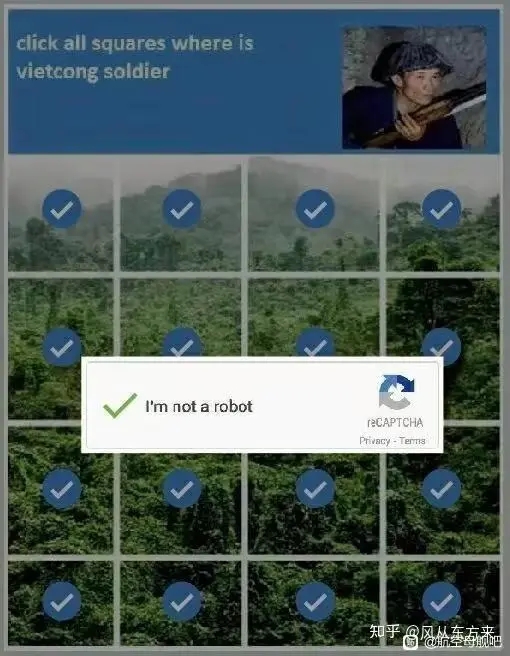 click all squares where is
vietcong soldier
I'm not a robot
reCAPTCHA
Privacy - Terms
知乎 @风从东方来
@航空母舰吧